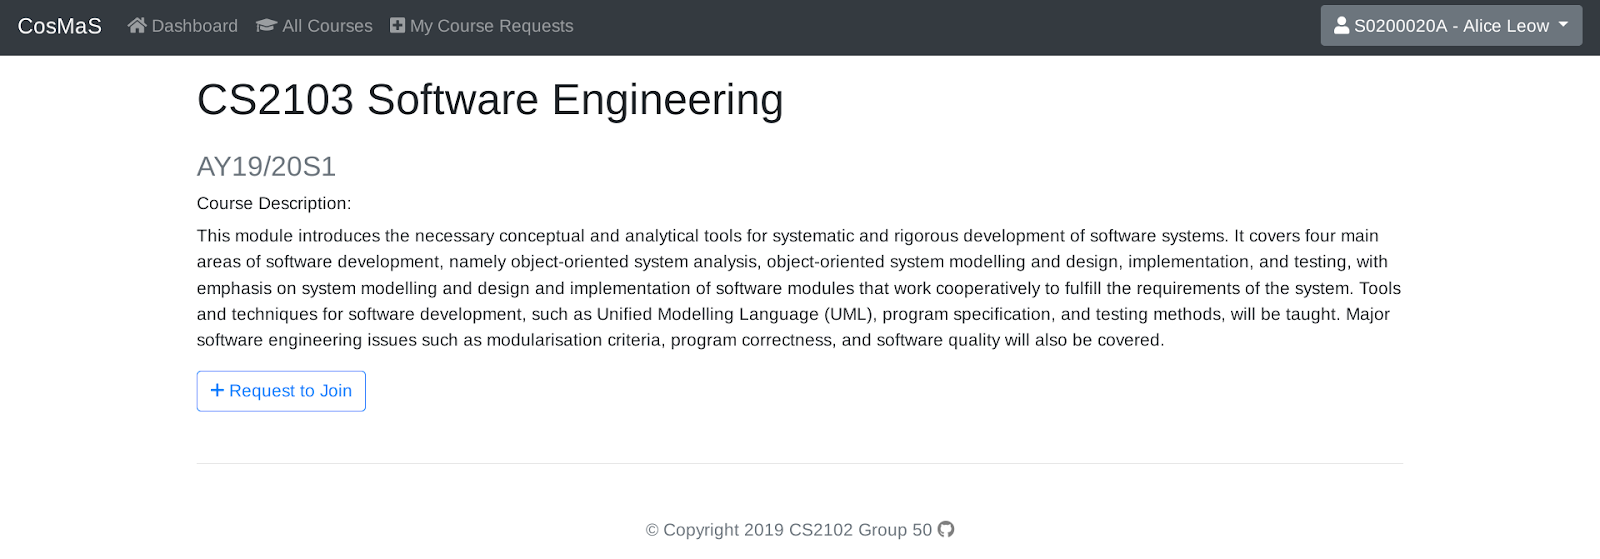 CosMaS Dashboard All Courses My Course Requests S0200020A - Alice Leow
CS2103 Software Engineering
AY19/20S1
Course Description:
This module introduces the necessary conceptual and analytical tools for systematic and rigorous development of software systems. It covers four main
areas of software development, namely object-oriented system analysis, object-oriented system modelling and design, implementation, and testing, with
emphasis on system modelling and design and implementation of software modules that work cooperatively to fulfill the requirements of the system. Tools
and techniques for software development, such as Unified Modelling Language (UML), program specification, and testing methods, will be taught. Major
software engineering issues such as modularisation criteria, program correctness, and software quality will also be covered.
+ Request to Join
© Copyright 2019 CS2102 Group 50